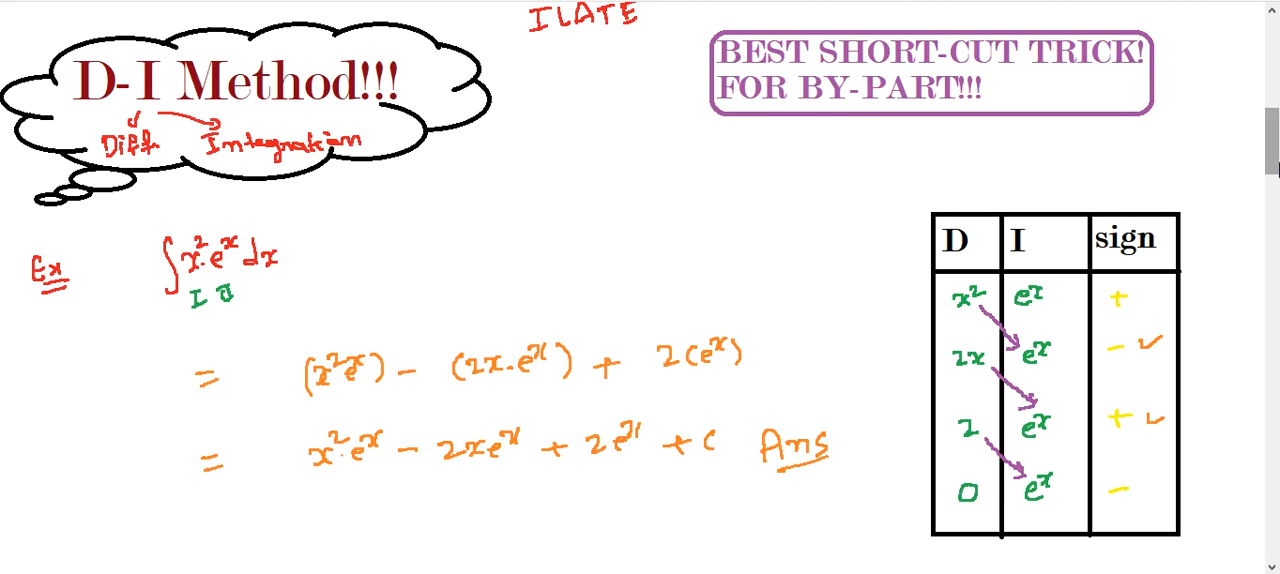 ILATE
D-I Method!!!
Diff Integration
BEST SHORT-CUT TRICK!
FOR BY-PART!!!
Ex ∫x²·eˣ dx
I
= (x²eˣ) - (2x·eˣ) + 2(eˣ)
= x²·eˣ - 2xeˣ + 2eˣ + c Ans
D I sign
x² eˣ +
2x eˣ - ✓
2 eˣ + ✓
0 eˣ -